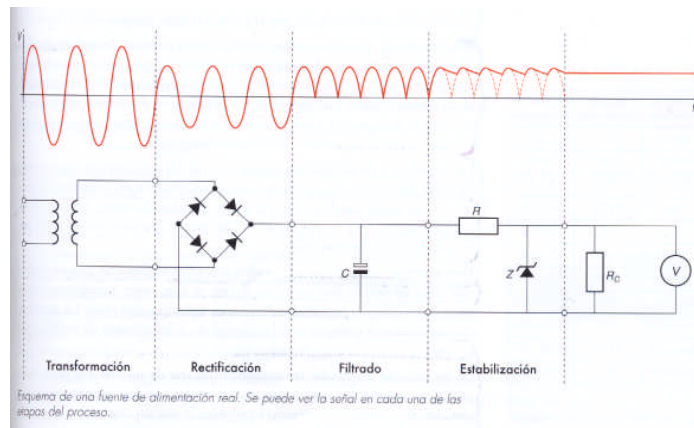 V
t
R
C
Z
R_C
V
Transformación Rectificación Filtrado Estabilización
Esquema de una fuente de alimentación real. Se puede ver la señal en cada una de las
etapas del proceso.